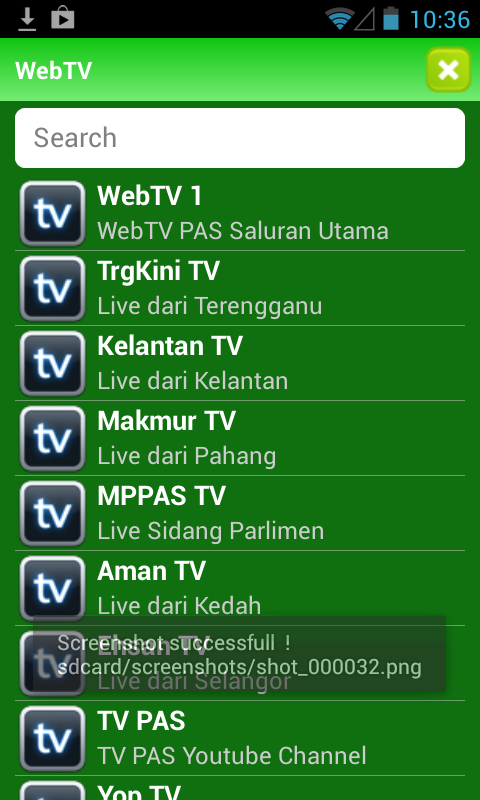 10:36
WebTV
Search
tv
WebTV 1
WebTV PAS Saluran Utama
tv
TrgKini TV
Live dari Terengganu
tv
Kelantan TV
Live dari Kelantan
tv
Makmur TV
Live dari Pahang
tv
MPPAS TV
Live Sidang Parlimen
tv
Aman TV
Live dari Kedah
tv
Ehsan TV
Live dari Selangor
Screenshot successfull !
sdcard/screenshots/shot_000032.png
tv
TV PAS
TV PAS Youtube Channel
Yop TV